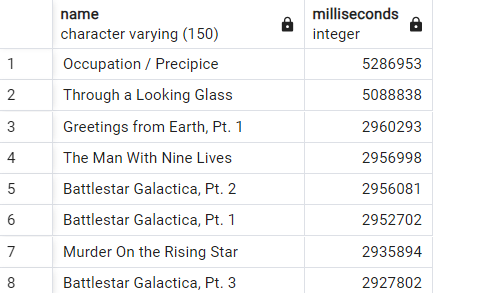 name milliseconds
character varying (150) integer
1 Occupation / Precipice 5286953
2 Through a Looking Glass 5088838
3 Greetings from Earth, Pt. 1 2960293
4 The Man With Nine Lives 2956998
5 Battlestar Galactica, Pt. 2 2956081
6 Battlestar Galactica, Pt. 1 2952702
7 Murder On the Rising Star 2935894
8 Battlestar Galactica, Pt. 3 2927802